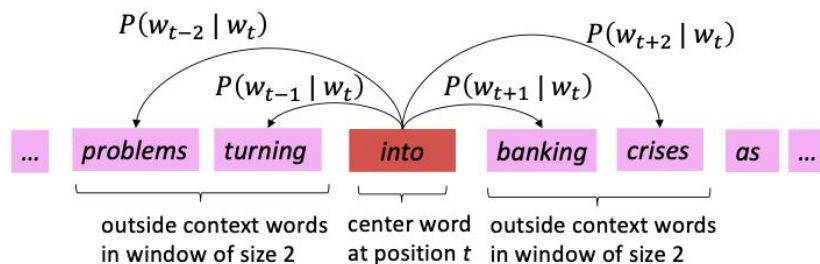 P(w_{t-2} | w_t) P(w_{t+2} | w_t)
P(w_{t-1} | w_t) P(w_{t+1} | w_t)
... problems turning into banking crises as ...
outside context words center word outside context words
in window of size 2 at position t in window of size 2